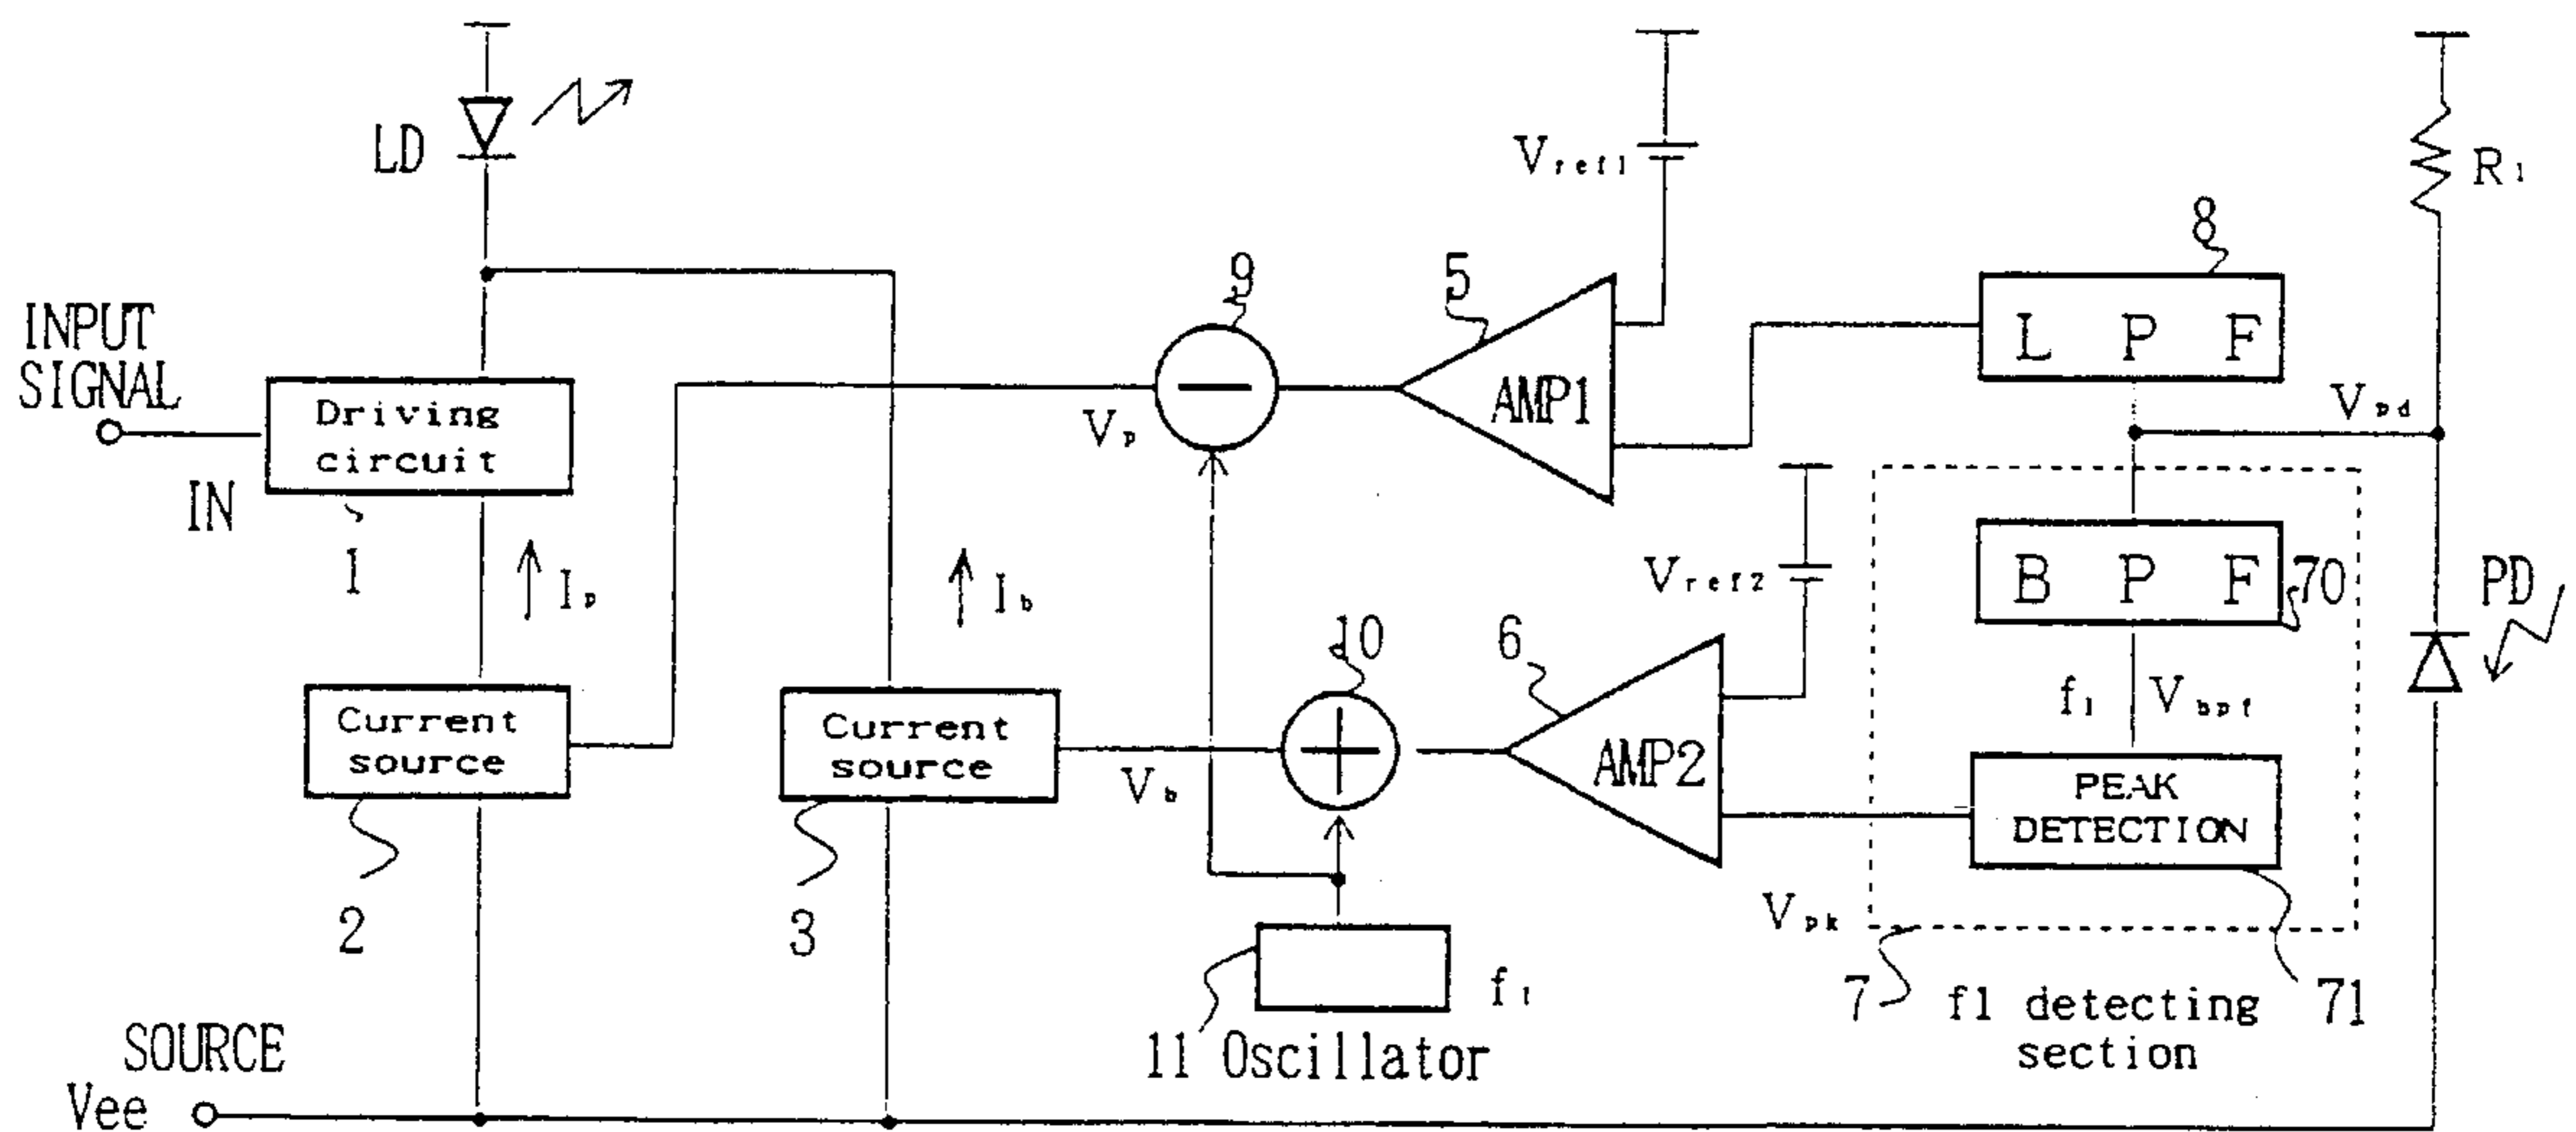 LD
INPUT
SIGNAL
IN
Driving
circuit
1
Ip
Ib
Current
source
2
Current
source
3
SOURCE
Vee
9
Vp
5
AMP1
Vref1
8
L P F
R1
Vpd
10
Vb
6
AMP2
Vref2
B P F
70
PD
f1 Vbpf
PEAK
DETECTION
71
Vpk
7 f1 detecting
section
f1
11 Oscillator